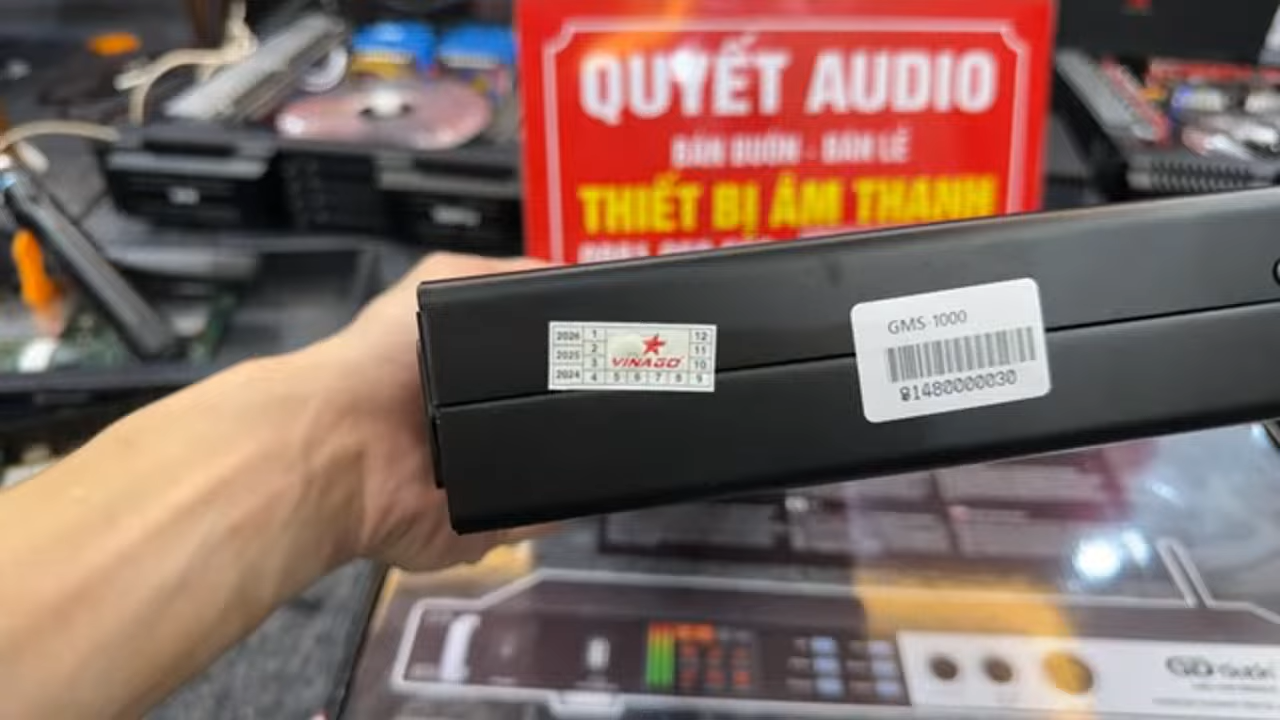 QUYẾT AUDIO
BÁN BUÔN - BÁN LẺ
THIẾT BỊ ÂM THANH
2026 1 12
2 11
2025 3 10
2024 4 5 6 7 8 9
VINAGO
GMS-1000
81480000030